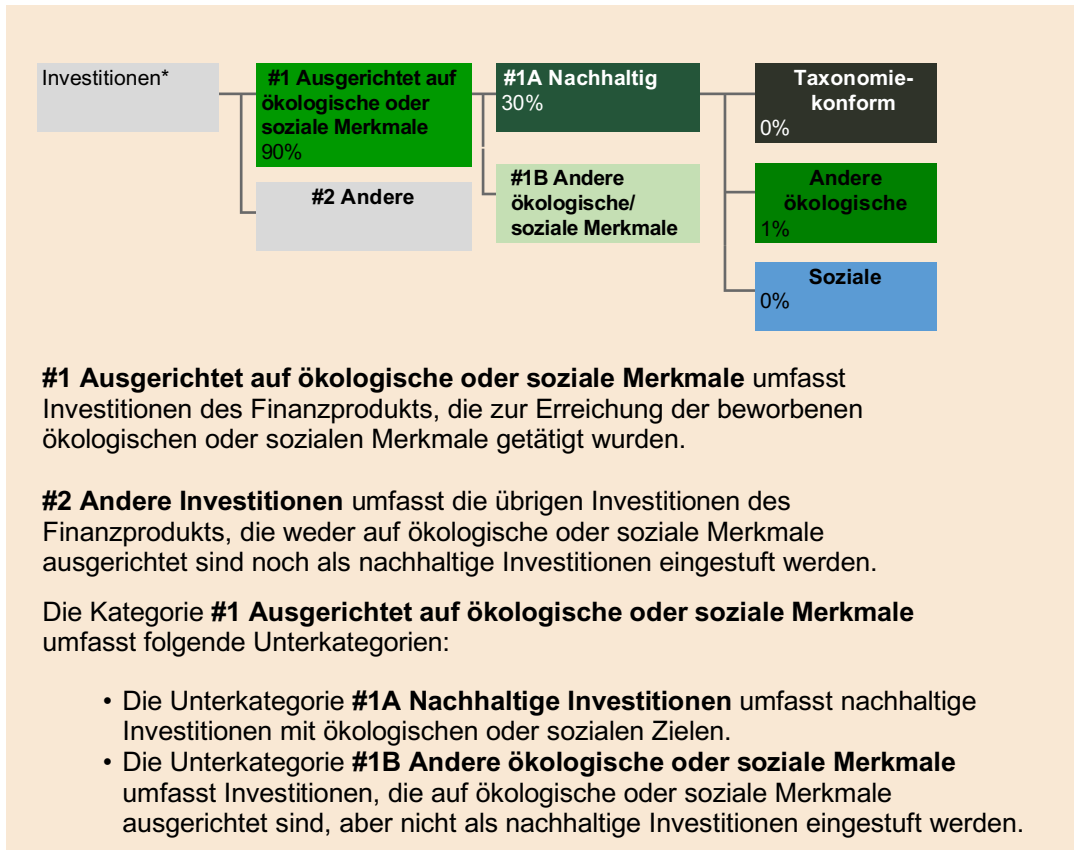 Investitionen*
#1 Ausgerichtet auf
ökologische oder
soziale Merkmale
90%
#2 Andere
#1A Nachhaltig
30%
#1B Andere
ökologische/
soziale Merkmale
Taxonomie-
konform
0%
Andere
ökologische
1%
Soziale
0%
#1 Ausgerichtet auf ökologische oder soziale Merkmale umfasst
Investitionen des Finanzprodukts, die zur Erreichung der beworbenen
ökologischen oder sozialen Merkmale getätigt wurden.
#2 Andere Investitionen umfasst die übrigen Investitionen des
Finanzprodukts, die weder auf ökologische oder soziale Merkmale
ausgerichtet sind noch als nachhaltige Investitionen eingestuft werden.
Die Kategorie #1 Ausgerichtet auf ökologische oder soziale Merkmale
umfasst folgende Unterkategorien:
• Die Unterkategorie #1A Nachhaltige Investitionen umfasst nachhaltige
Investitionen mit ökologischen oder sozialen Zielen.
• Die Unterkategorie #1B Andere ökologische oder soziale Merkmale
umfasst Investitionen, die auf ökologische oder soziale Merkmale
ausgerichtet sind, aber nicht als nachhaltige Investitionen eingestuft werden.